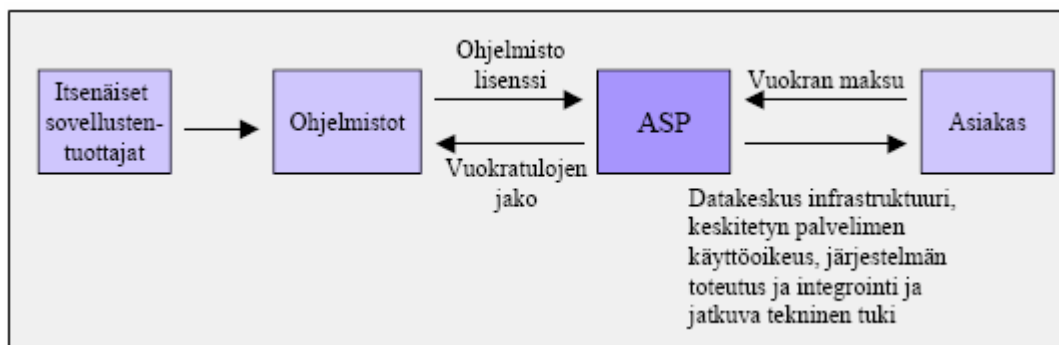 Itsenäiset
sovellusten-
tuottajat
Ohjelmistot
Ohjelmisto
lisenssi
Vuokratulojen
jako
ASP
Vuokran maksu
Asiakas
Datakeskus infrastruktuuri,
keskitetyn palvelimen
käyttöoikeus, järjestelmän
toteutus ja integrointi ja
jatkuva tekninen tuki